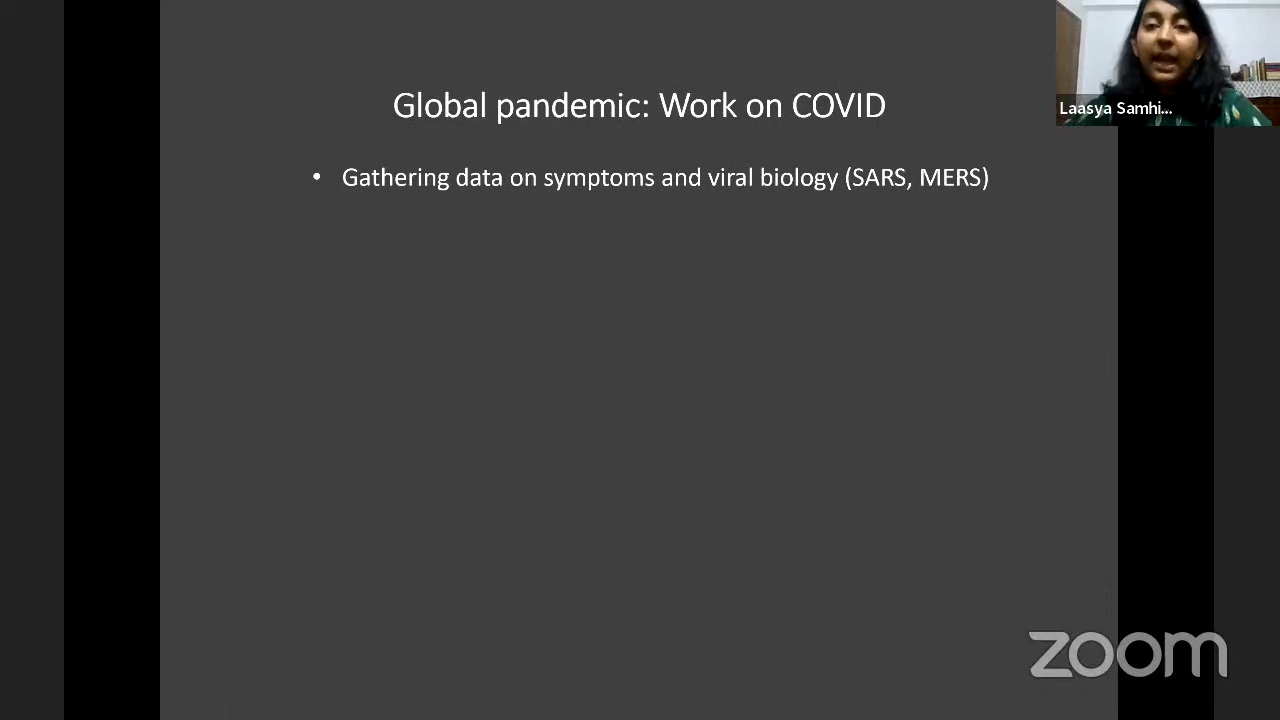 Global pandemic: Work on COVID
Laasya Samhi...
• Gathering data on symptoms and viral biology (SARS, MERS)
zoom